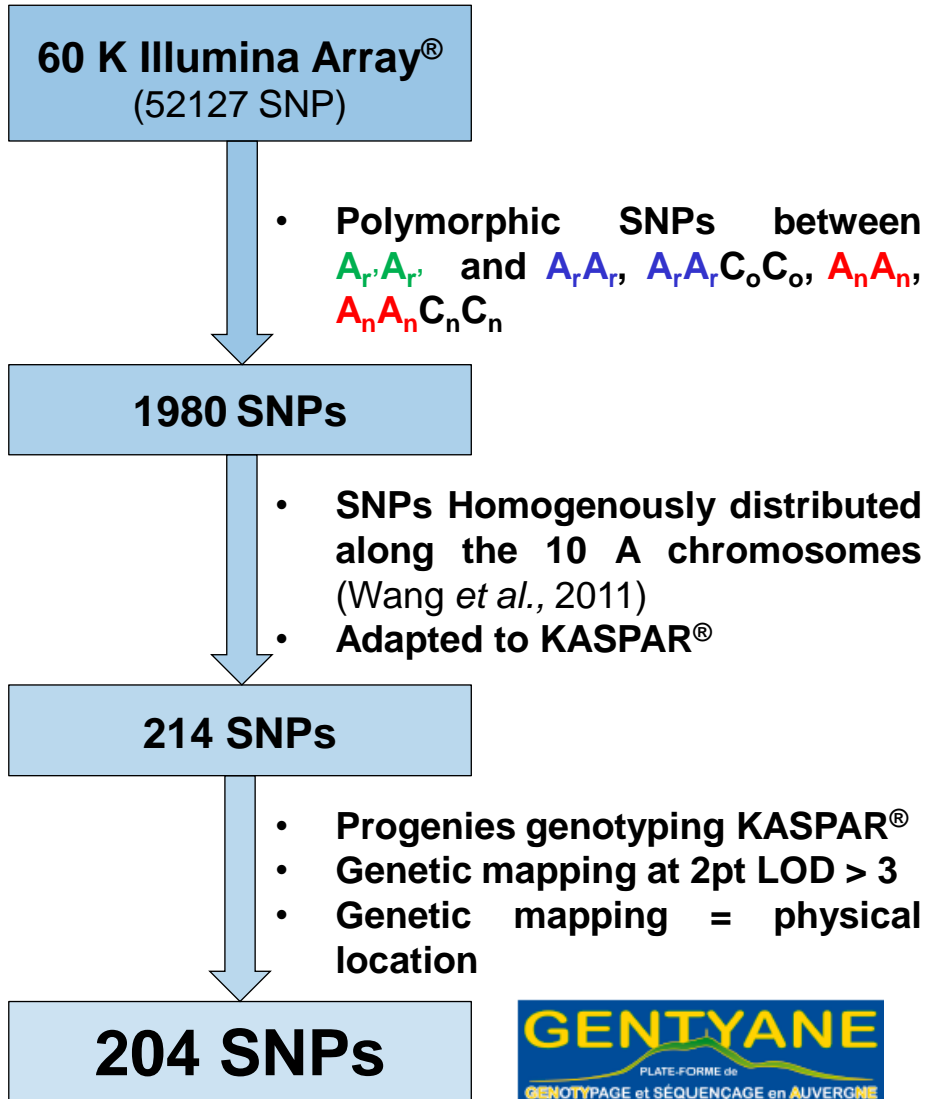 60 K Illumina Array®
(52127 SNP)
• Polymorphic SNPs between
Ar’Ar’ and ArAr, ArArCoCo, AnAn,
AnAnCnCn
1980 SNPs
• SNPs Homogenously distributed
along the 10 A chromosomes
(Wang et al., 2011)
• Adapted to KASPAR®
214 SNPs
• Progenies genotyping KASPAR®
• Genetic mapping at 2pt LOD > 3
• Genetic mapping = physical
location
204 SNPs
GENTYANE
PLATE-FORME de
GENOTYPAGE et SÉQUENÇAGE en AUVERGNE